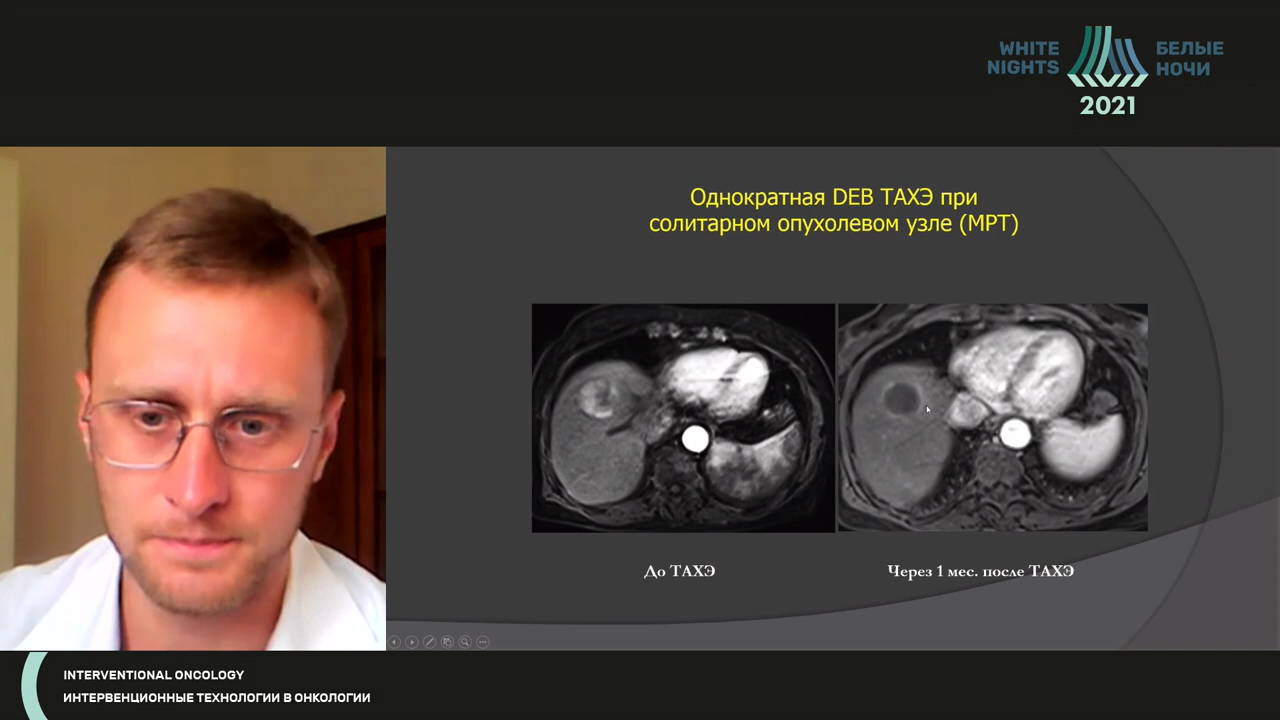 WHITE
NIGHTS
БЕЛЫЕ
НОЧИ
2021
Однократная DEB ТАХЭ при
солитарном опухолевом узле (МРТ)
До ТАХЭ
Через 1 мес. после ТАХЭ
INTERVENTIONAL ONCOLOGY
ИНТЕРВЕНЦИОННЫЕ ТЕХНОЛОГИИ В ОНКОЛОГИИ